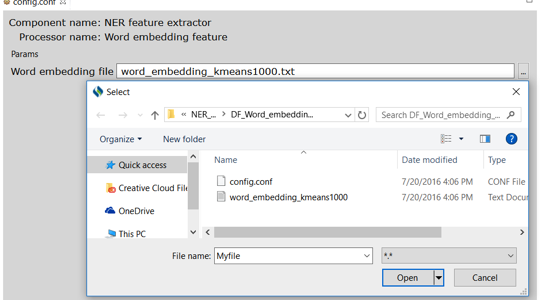 config.conf
Component name: NER feature extractor
Processor name: Word embedding feature
Params
Word embedding file word_embedding_kmeans1000.txt ...
Select
« NER_... > DF_Word_embeddin... Search DF_Word_embedding_...
Organize New folder
Name Date modified Type
Quick access
config.conf 7/20/2016 4:06 PM CONF File
Creative Cloud File
word_embedding_kmeans1000 7/20/2016 4:06 PM Text Docu
OneDrive
This PC
File name: Myfile *.*
Open Cancel